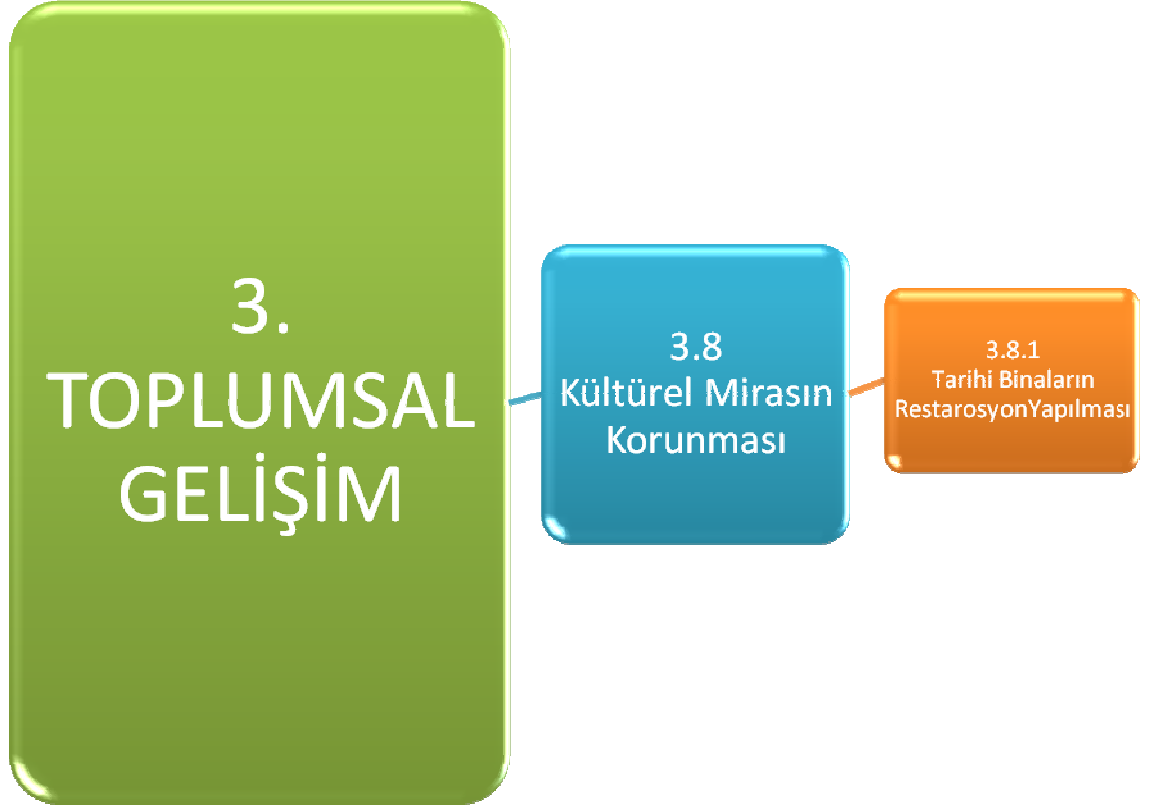 3.
TOPLUMSAL
GELİŞİM
3.8
Kültürel Mirasın
Korunması
3.8.1
Tarihi Binaların
RestarosyonYapılması